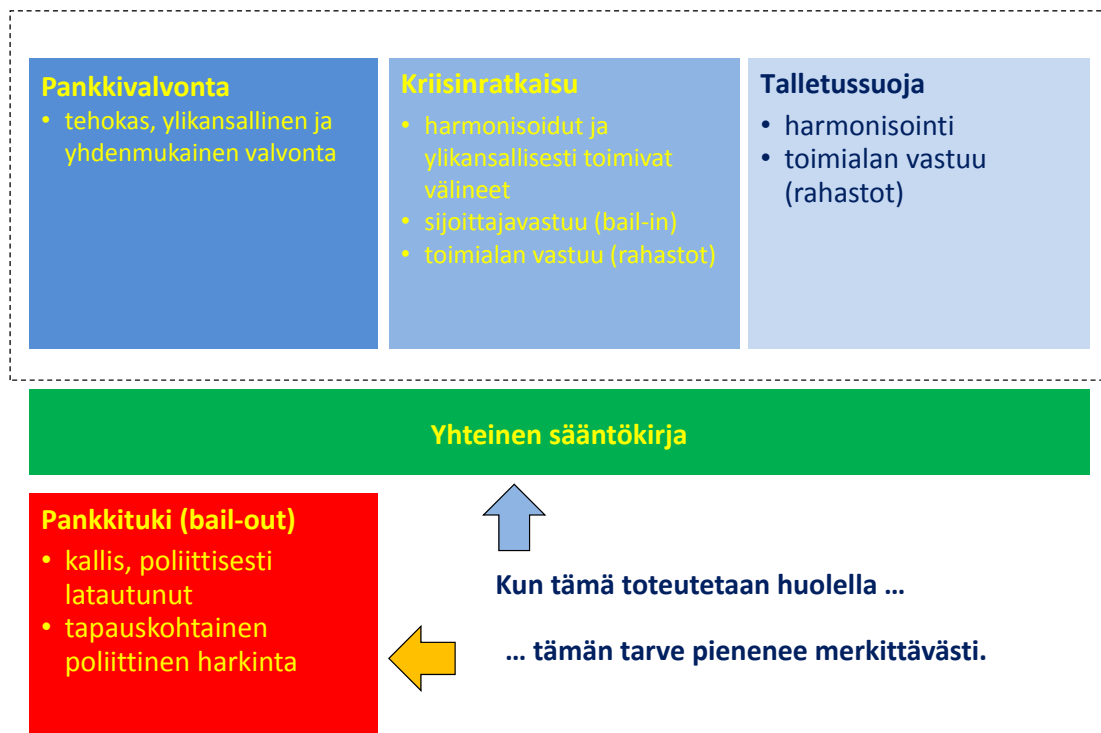 Pankkivalvonta
• tehokas, ylikansallinen ja
yhdenmukainen valvonta
Kriisinratkaisu
• harmonisoidut ja
ylikansallisesti toimivat
välineet
• sijoittajavastuu (bail-in)
• toimialan vastuu (rahastot)
Talletussuoja
• harmonisointi
• toimialan vastuu
(rahastot)
Yhteinen sääntökirja
Pankkituki (bail-out)
• kallis, poliittisesti
latautunut
• tapauskohtainen
poliittinen harkinta
Kun tämä toteutetaan huolella …
… tämän tarve pienenee merkittävästi.